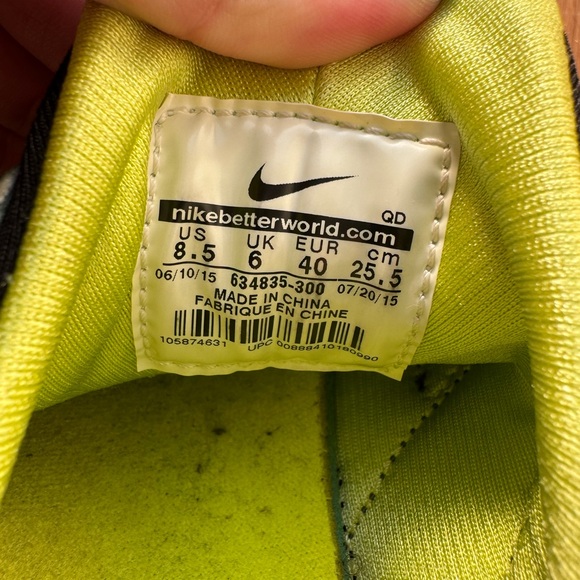 QD
nikebetterworld.com
US UK EUR cm
8.5 6 40 25.5
06/10/15 634835-300 07/20/15
MADE IN CHINA
FABRIQUE EN CHINE
105874631 UPC